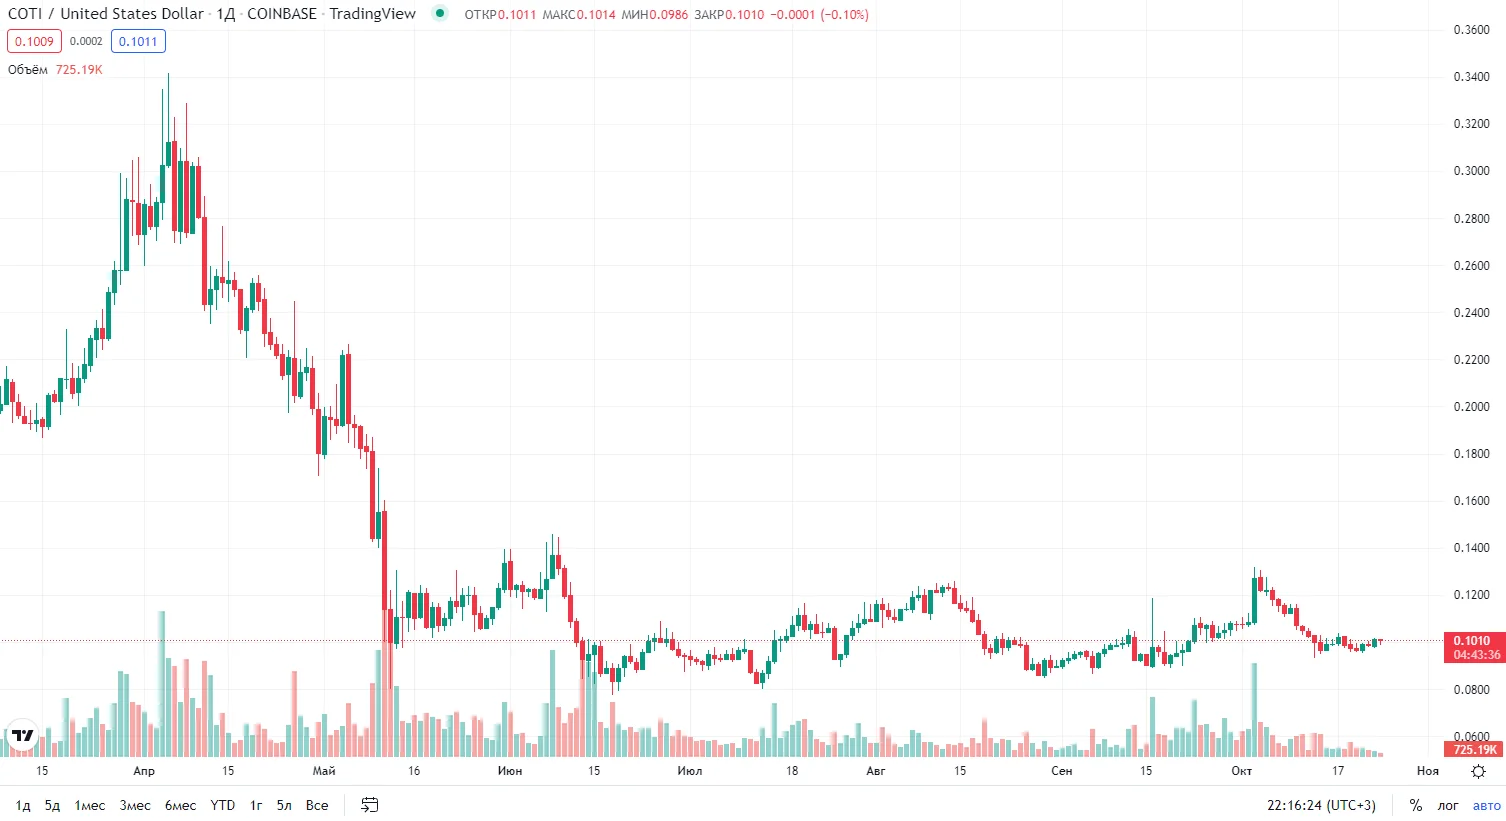 COTI / United States Dollar · 1Д · COINBASE · TradingView ОТКР0.1011 МАКС0.1014 МИН0.0986 ЗАКР0.1010 −0.0001 (−0.10%)
0.1009 0.0002 0.1011
Объём 725.19K
0.3600
0.3400
0.3200
0.3000
0.2800
0.2600
0.2400
0.2200
0.2000
0.1800
0.1600
0.1400
0.1200
0.1010
04:43:36
0.0800
0.0600
725.19K
15 Апр 15 Май 16 Июн 15 Июл 18 Авг 15 Сен 15 Окт 17 Ноя
1д 5д 1мес 3мес 6мес YTD 1г 5л Все 22:16:24 (UTC+3) % лог авто